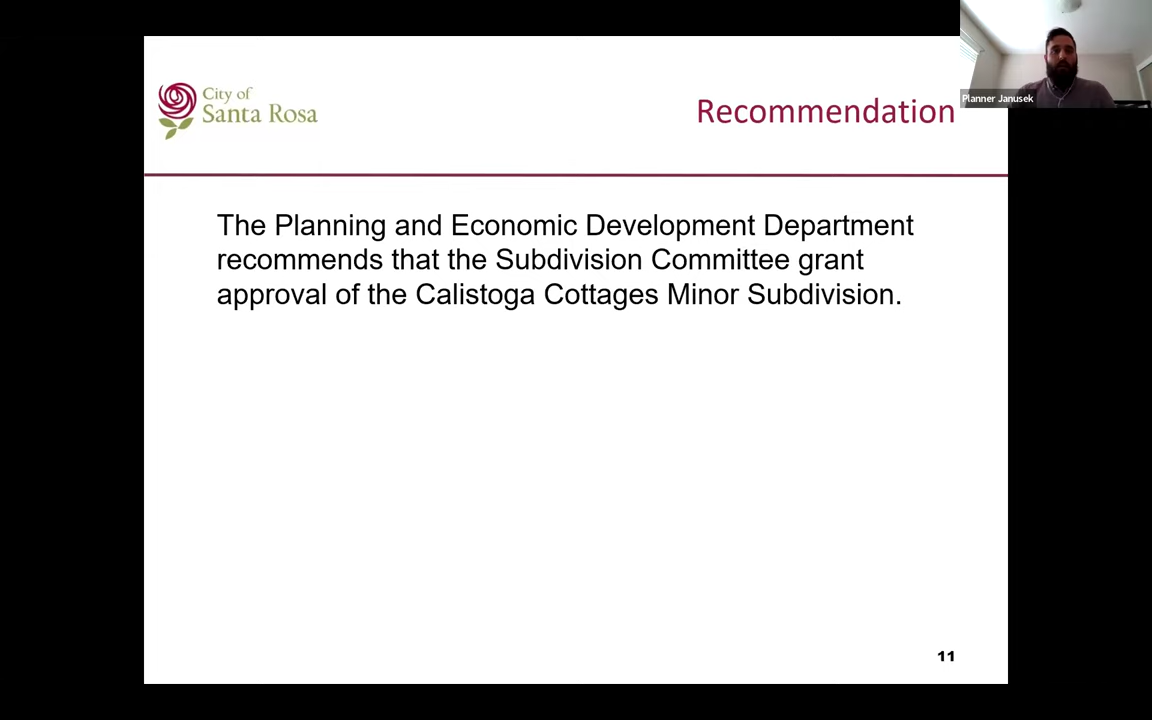 City of
Santa Rosa
Recommendation
Planner Janusek
The Planning and Economic Development Department
recommends that the Subdivision Committee grant
approval of the Calistoga Cottages Minor Subdivision.
11